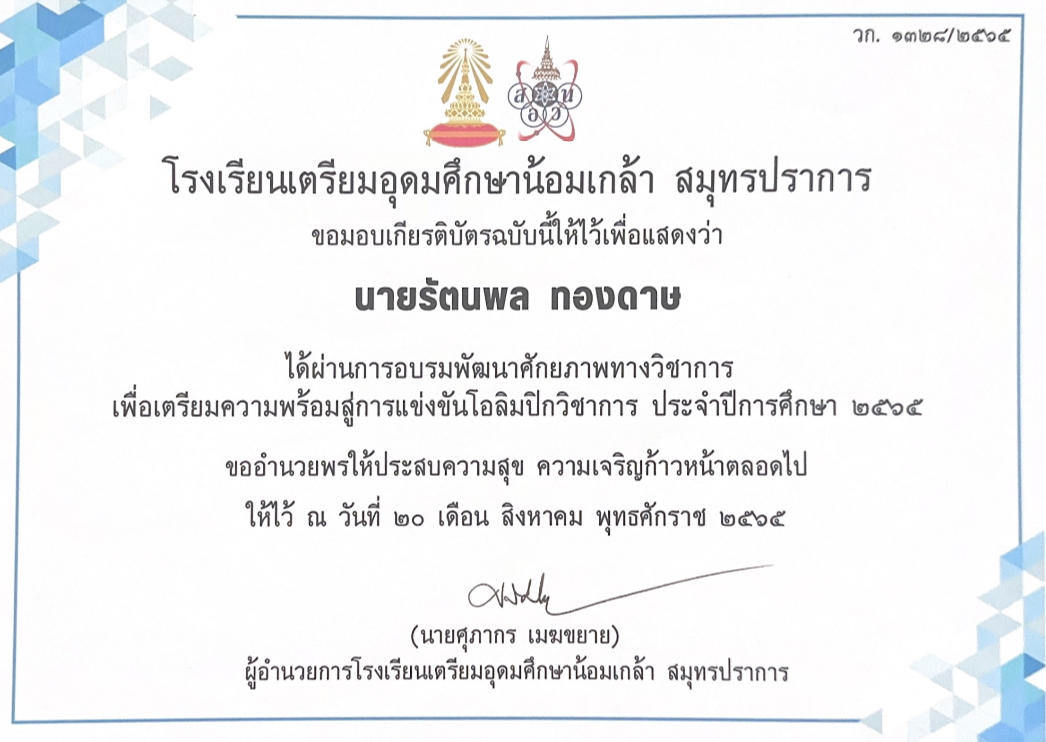 วก. ๑๓๒๘/๒๕๖๕
ส น
อ ว
โรงเรียนเตรียมอุดมศึกษาน้อมเกล้า สมุทรปราการ
ขอมอบเกียรติบัตรฉบับนี้ให้ไว้เพื่อแสดงว่า
นายรัตนพล ทองดาษ
ได้ผ่านการอบรมพัฒนาศักยภาพทางวิชาการ
เพื่อเตรียมความพร้อมสู่การแข่งขันโอลิมปิกวิชาการ ประจำปีการศึกษา ๒๕๖๕
ขออำนวยพรให้ประสบความสุข ความเจริญก้าวหน้าตลอดไป
ให้ไว้ ณ วันที่ ๒๐ เดือน สิงหาคม พุทธศักราช ๒๕๖๕
(นายศุภากร เมฆขยาย)
ผู้อำนวยการโรงเรียนเตรียมอุดมศึกษาน้อมเกล้า สมุทรปราการ